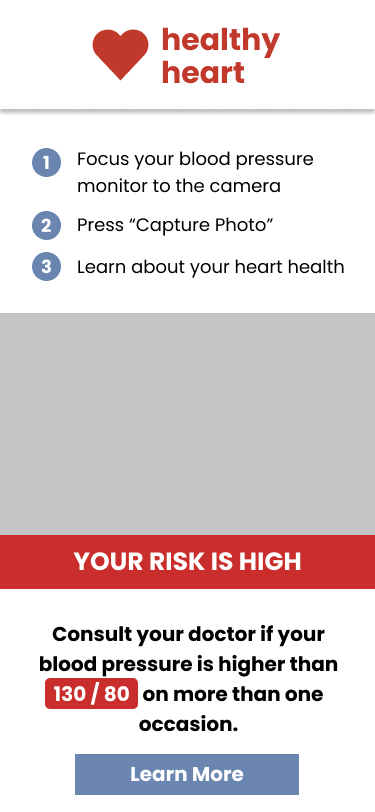 healthy
heart
1 Focus your blood pressure
monitor to the camera
2 Press “Capture Photo”
3 Learn about your heart health
YOUR RISK IS HIGH
Consult your doctor if your
blood pressure is higher than
130 / 80 on more than one
occasion.
Learn More